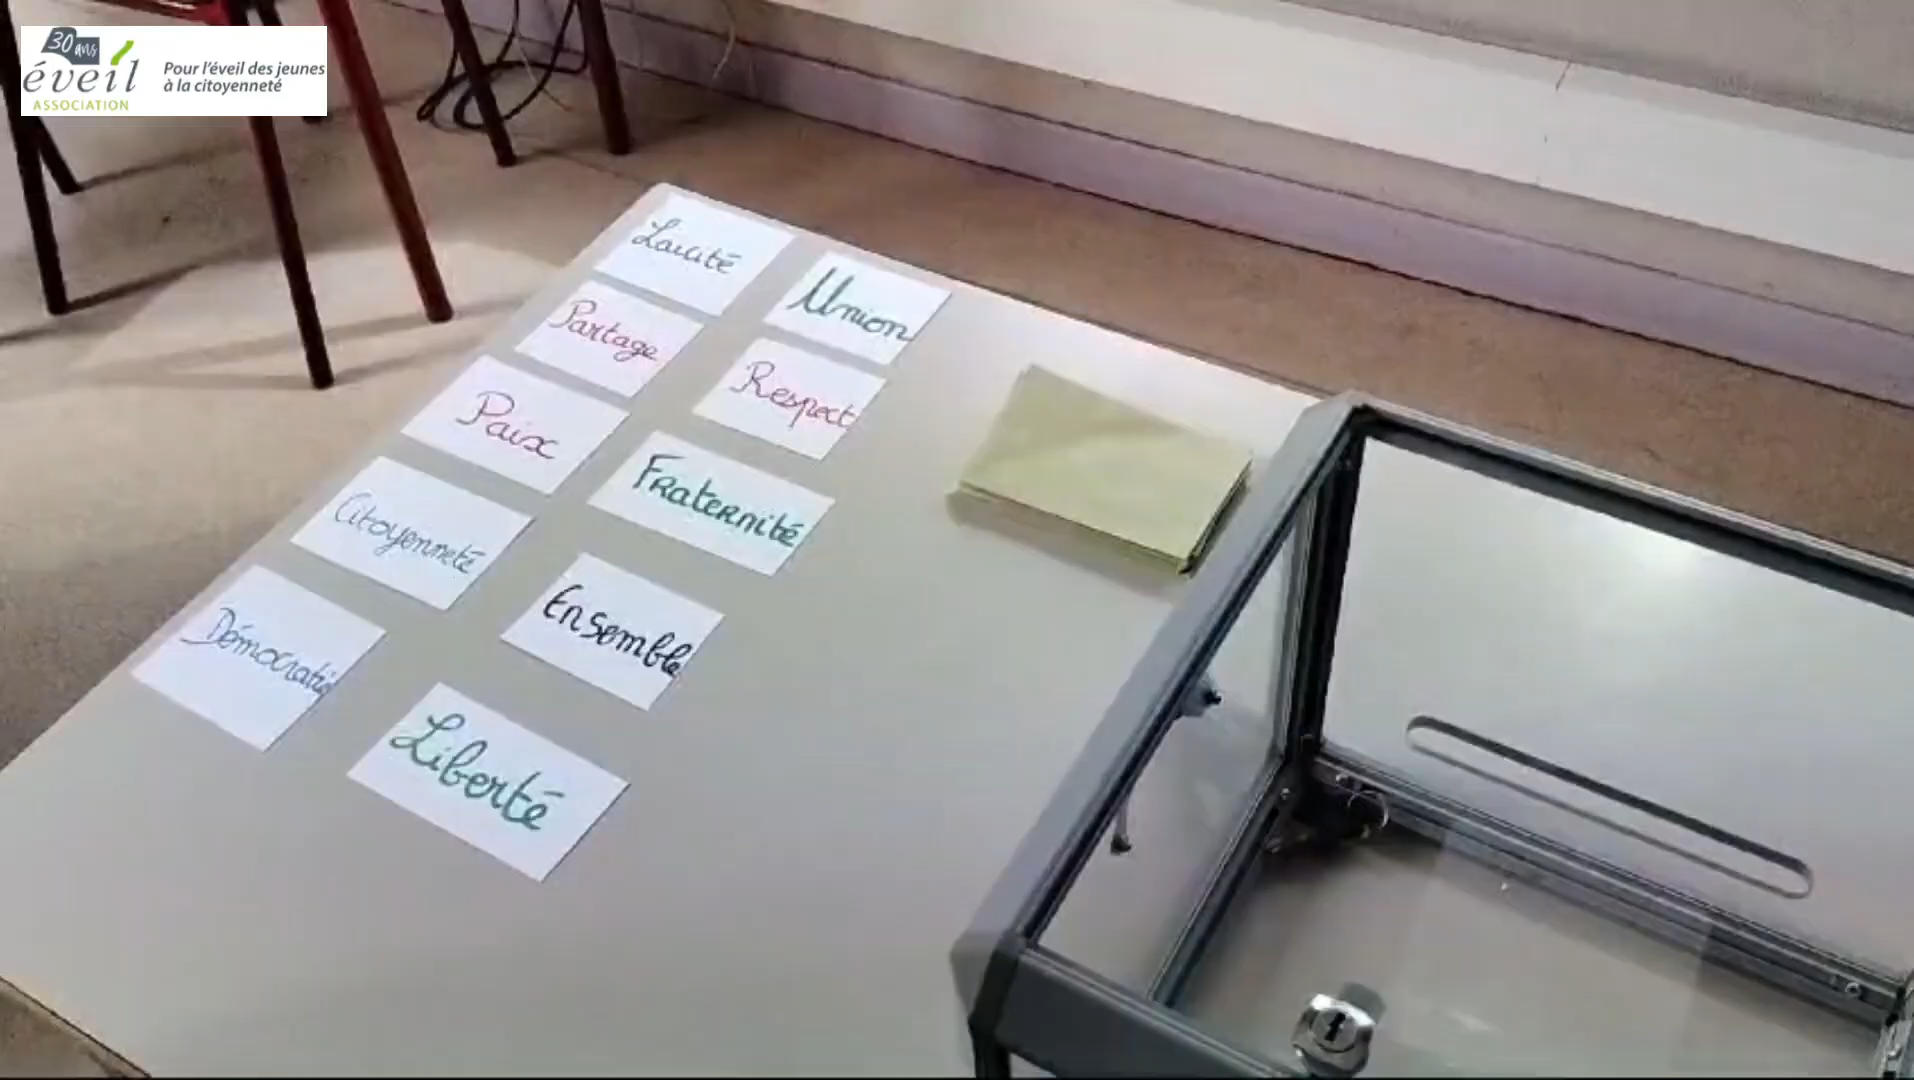 30 ans
éveil
ASSOCIATION
Pour l'éveil des jeunes
à la citoyenneté
Laïcité
Union
Partage
Respect
Paix
Fraternité
Citoyenneté
Ensemble
Démocratie
Liberté